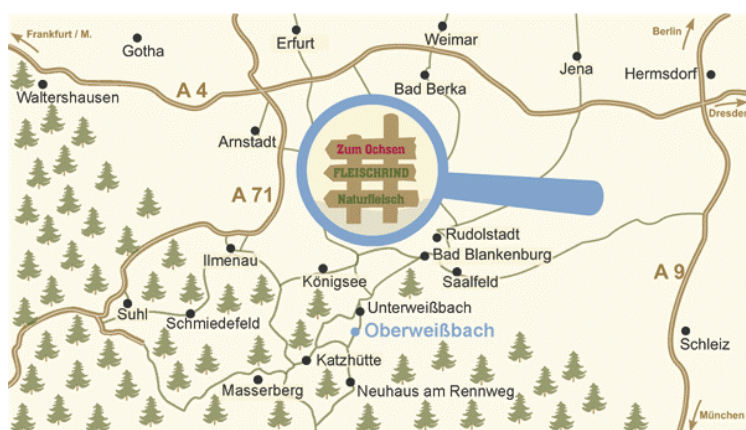 Frankfurt / M.
Gotha
Erfurt
Weimar
Berlin
Waltershausen
A 4
Bad Berka
Jena
Hermsdorf
Dresden
Arnstadt
Zum Ochsen
FLEISCHRIND
Naturfleisch
A 71
Rudolstadt
Ilmenau
Bad Blankenburg
Königsee
Saalfeld
A 9
Suhl
Schmiedefeld
Unterweißbach
Oberweißbach
Schleiz
Katzhütte
Masserberg
Neuhaus am Rennweg
München